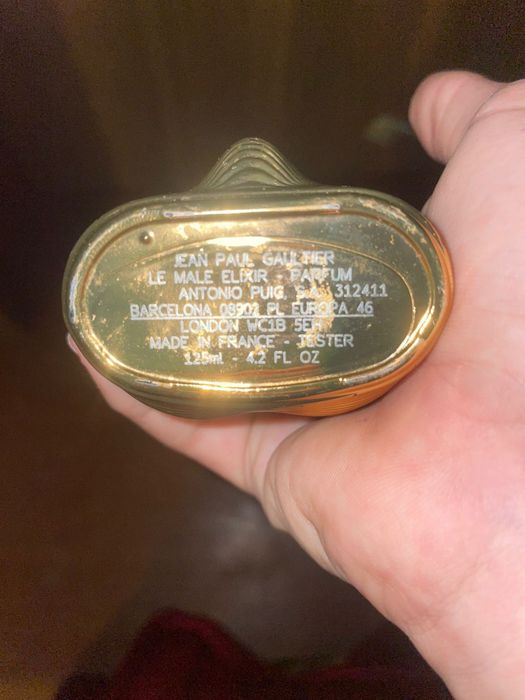 JEAN PAUL GAULTIER
LE MALE ELIXIR - PARFUM
ANTONIO PUIG, S.A. 312411
BARCELONA 08902 PL EUROPA 46
LONDON WC1B 5EH
MADE IN FRANCE - TESTER
125ml - 4.2 FL OZ